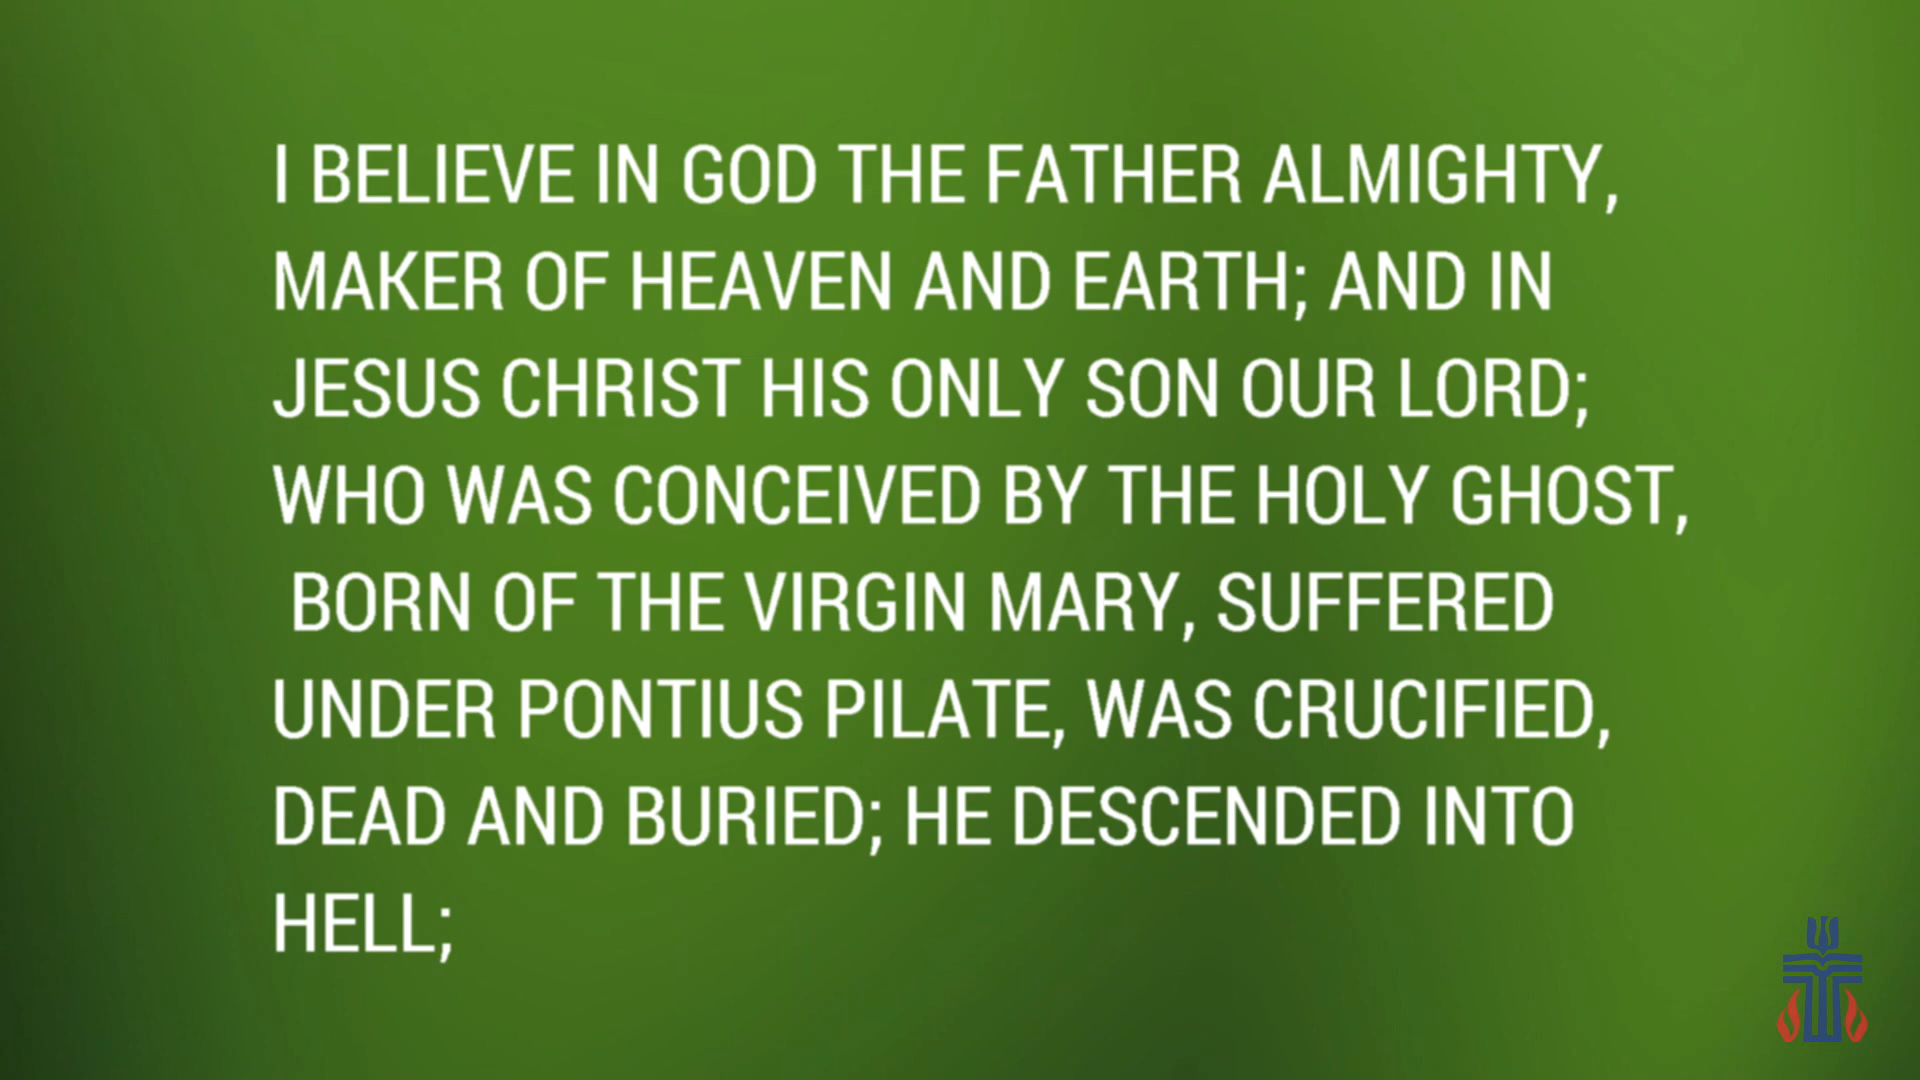 I BELIEVE IN GOD THE FATHER ALMIGHTY,
MAKER OF HEAVEN AND EARTH; AND IN
JESUS CHRIST HIS ONLY SON OUR LORD;
WHO WAS CONCEIVED BY THE HOLY GHOST,
BORN OF THE VIRGIN MARY, SUFFERED
UNDER PONTIUS PILATE, WAS CRUCIFIED,
DEAD AND BURIED; HE DESCENDED INTO
HELL;